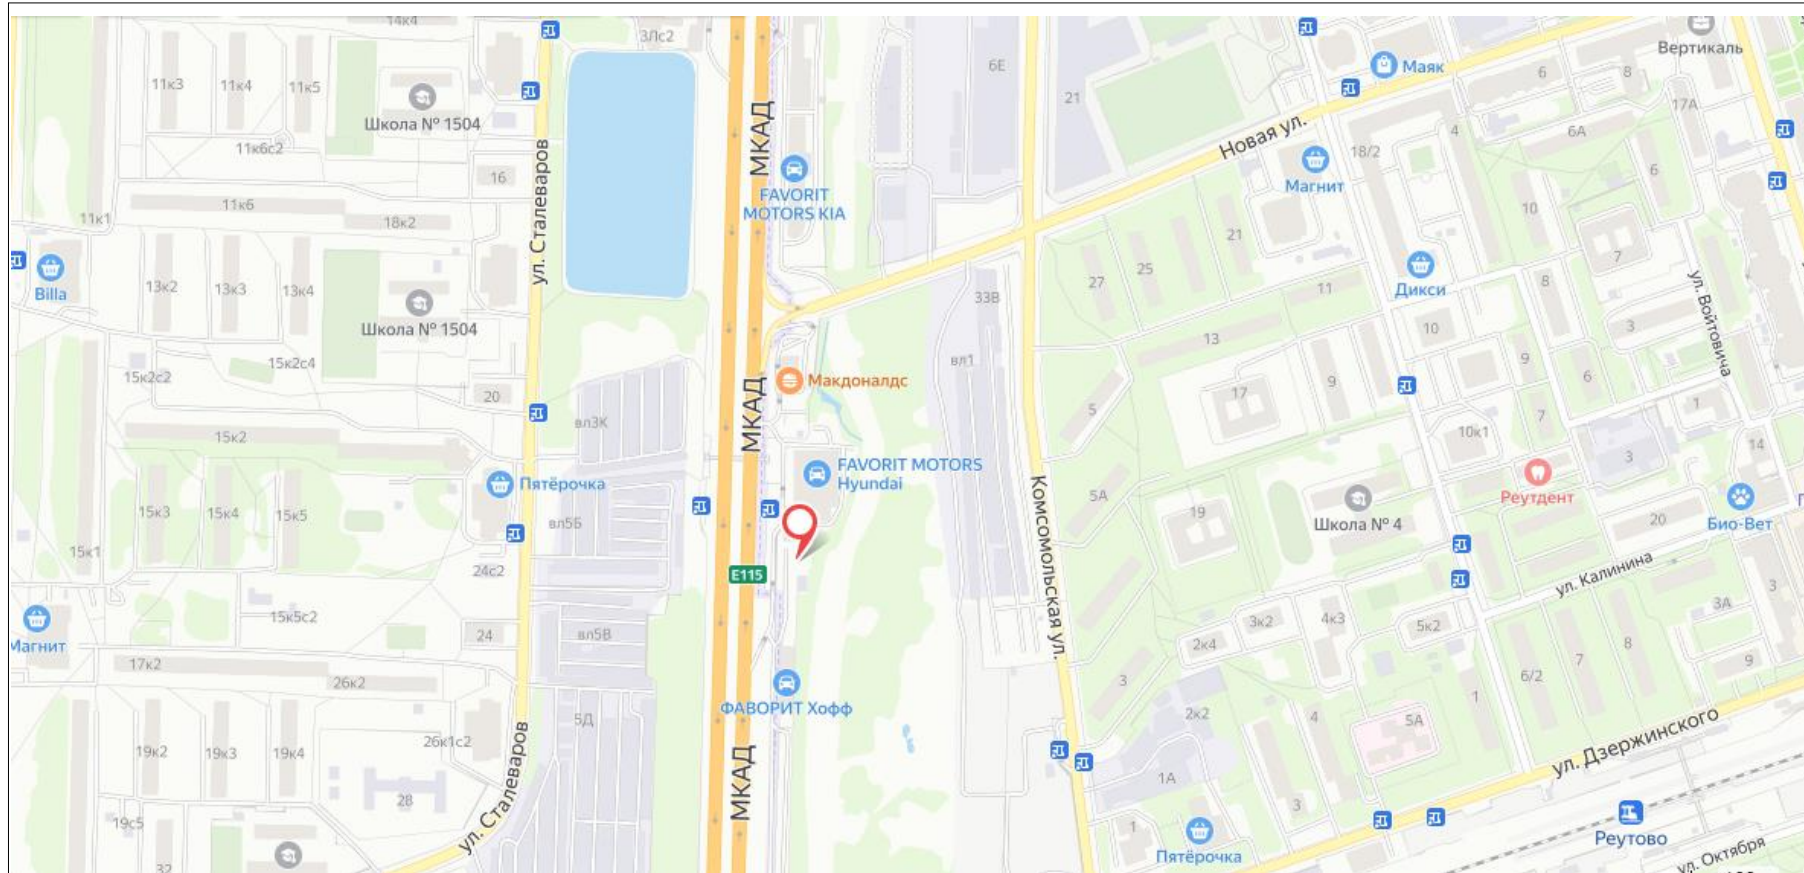 14к4
3Лс2
6Е
21
Вертикаль
Маяк
6
8
17А
11к3
11к4
11к5
Школа № 1504
11к6с2
МКАД
ул. Сталеваров
Новая ул.
4
6А
18/2
Магнит
6
16
FAVORIT
MOTORS KIA
11к6
11к1
18к2
10
21
7
Billa
13к2
13к3
13к4
Школа № 1504
33В
27
25
11
Дикси
8
ул. Войтовича
3
10
13
15к2с2
15к2с4
20
вл1
9
6
17
9
Макдоналдс
МКАД
5
7
1
вл3К
15к2
10к1
14
3
FAVORIT MOTORS
Hyundai
Пятёрочка
5А
Реутдент
Школа № 4
19
20
Био-Вет
15к3
15к4
15к5
вл5Б
15к1
Комсомольская ул.
24с2
E115
ул. Калинина
3
3А
15к5с2
Магнит
24
вл5В
3к2
4к3
5к2
2к4
17к2
26к2
8
7
9
6/2
1
3
ФАВОРИТ Хофф
5Д
2к2
4
5А
ул. Дзержинского
19к2
19к3
19к4
26к1с2
МКАД
1А
28
3
19с5
ул. Сталеваров
1
Пятёрочка
Реутово
ул. Октября
32